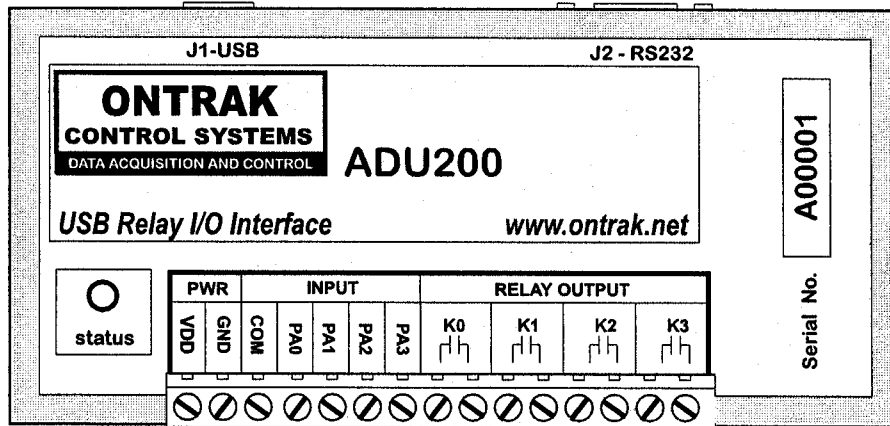 J1-USB
J2 - RS232
ONTRAK
CONTROL SYSTEMS
DATA ACQUISITION AND CONTROL
ADU200
USB Relay I/O Interface
www.ontrak.net
A00001
Serial No.
status
PWR
INPUT
RELAY OUTPUT
VDD
GND
COM
PA0
PA1
PA2
PA3
K0
K1
K2
K3